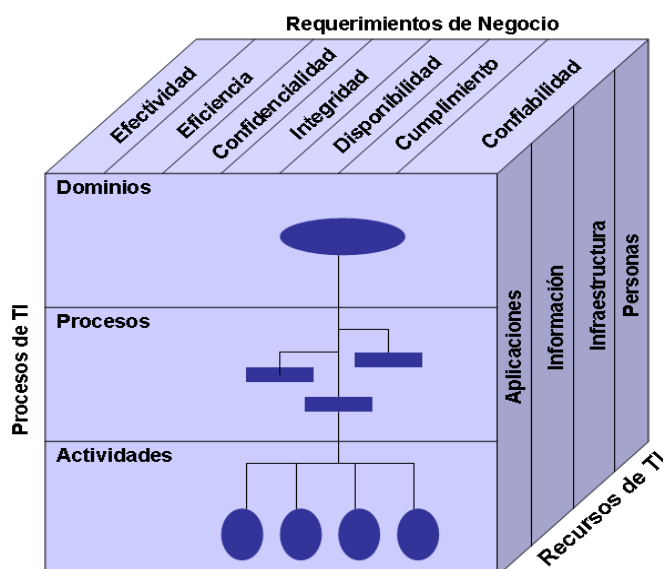 Requerimientos de Negocio
Efectividad
Eficiencia
Confidencialidad
Integridad
Disponibilidad
Cumplimiento
Confiabilidad
Procesos de TI
Dominios
Procesos
Actividades
Aplicaciones
Información
Infraestructura
Personas
Recursos de TI